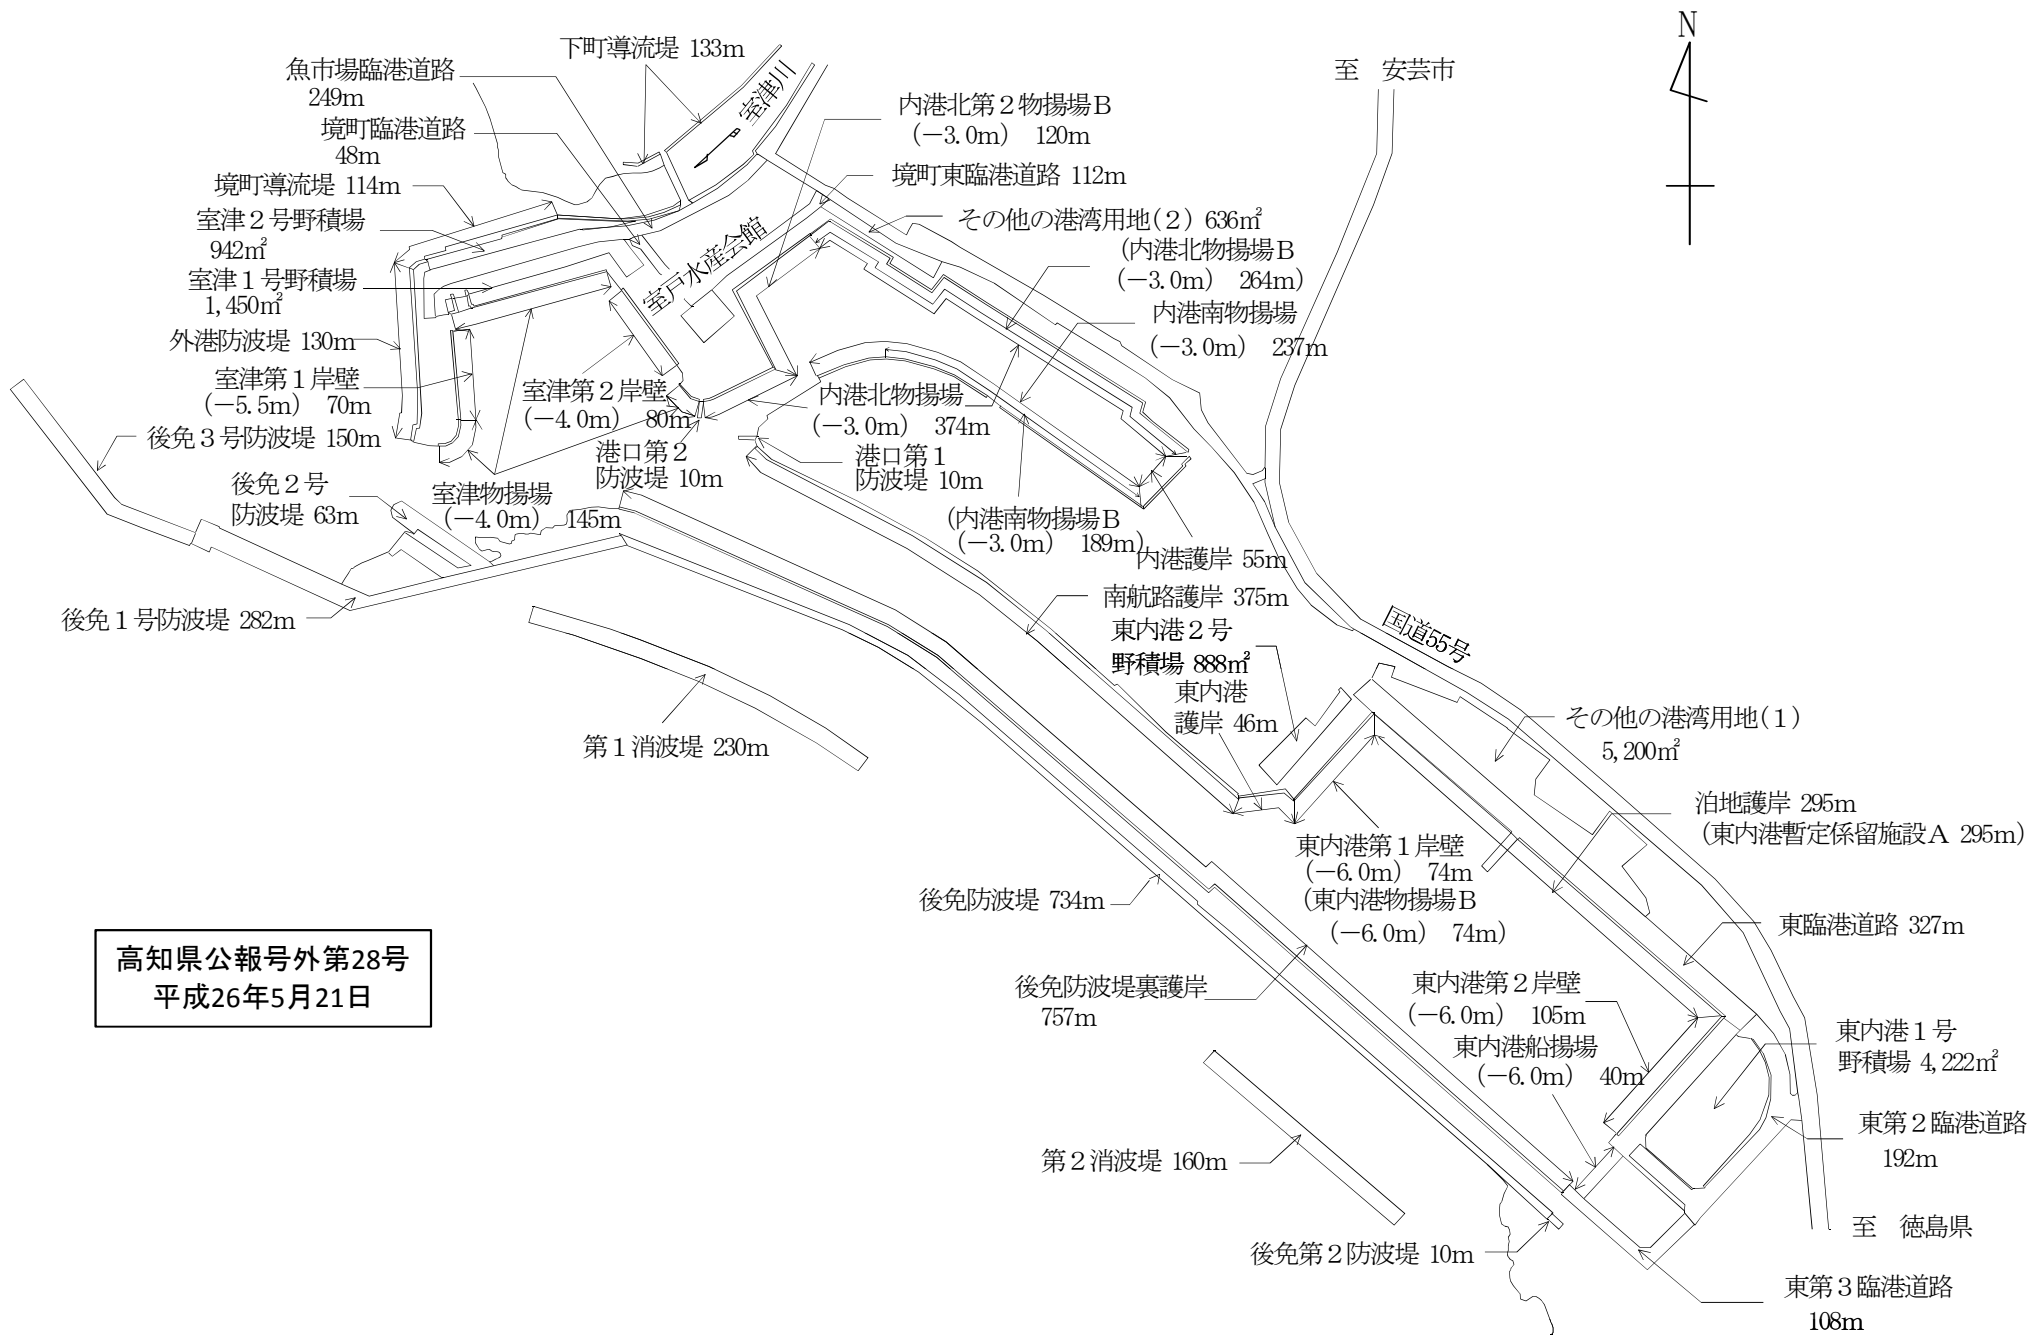 N
下町導流堤 133m
至　安芸市
魚市場臨港道路
249m
室津川
内港北第２物揚場Ｂ
(－3.0m)　120m
境町臨港道路
48m
境町導流堤 114m
境町東臨港道路 112m
室津２号野積場
942㎡
その他の港湾用地(２) 636㎡
室戸水産会館
(内港北物揚場Ｂ
(－3.0m)　264m)
室津１号野積場
1,450㎡
内港南物揚場
(－3.0m)　237m
外港防波堤 130m
室津第１岸壁
(－5.5m)　70m
室津第２岸壁
(－4.0m)　80m
内港北物揚場
(－3.0m)　374m
後免３号防波堤 150m
港口第２
防波堤 10m
港口第１
防波堤 10m
後免２号
防波堤 63m
室津物揚場
(－4.0m)　145m
(内港南物揚場Ｂ
(－3.0m)　189m)
内港護岸 55m
後免１号防波堤 282m
南航路護岸 375m
国道55号
東内港２号
野積場 888㎡
東内港
護岸 46m
第１消波堤 230m
その他の港湾用地(１)
5,200㎡
泊地護岸 295m
(東内港暫定係留施設Ａ 295m)
東内港第１岸壁
(－6.0m)　74m
(東内港物揚場Ｂ
(－6.0m)　74m)
後免防波堤 734m
東臨港道路 327m
高知県公報号外第28号
平成26年5月21日
後免防波堤裏護岸
757m
東内港第２岸壁
(－6.0m)　105m
東内港船揚場
(－6.0m)　40m
東内港１号
野積場 4,222㎡
第２消波堤 160m
東第２臨港道路
192m
至　徳島県
後免第２防波堤 10m
東第３臨港道路
108m